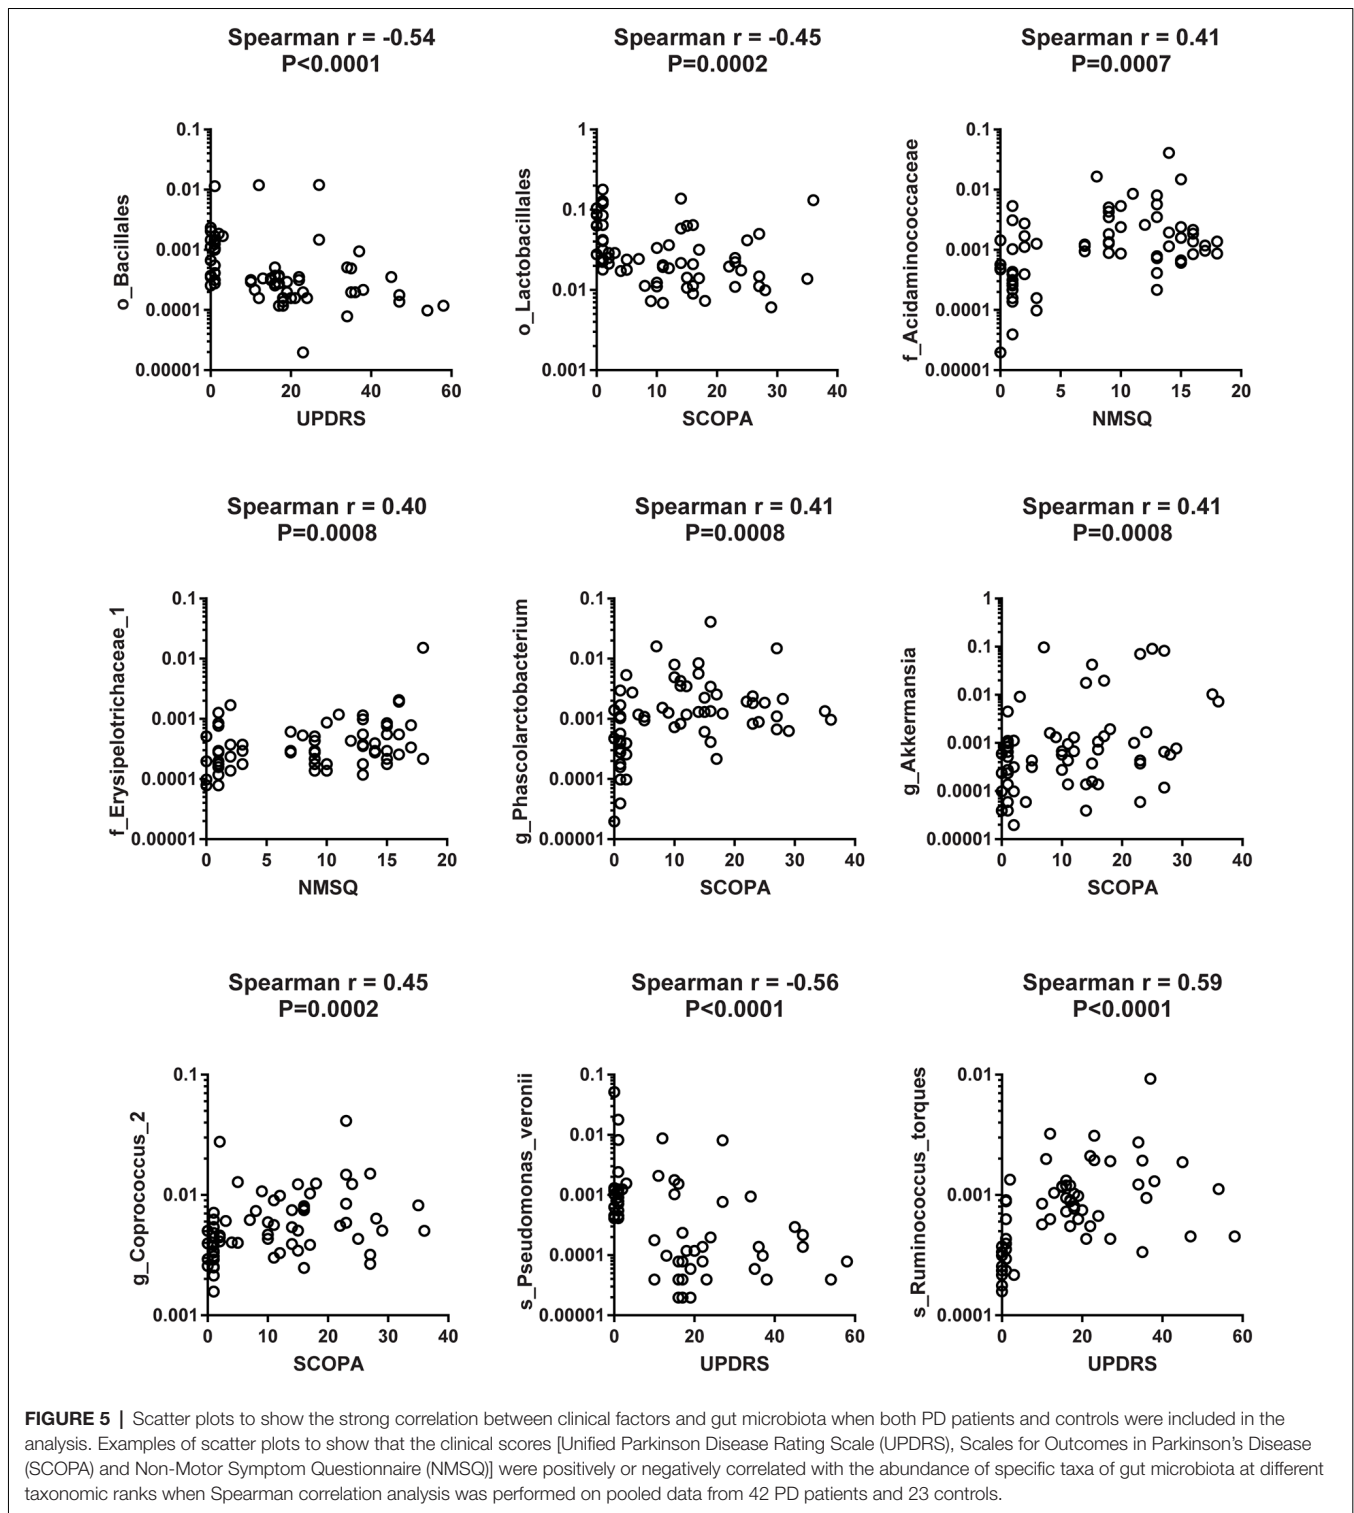 Spearman r = -0.54
P<0.0001
0.1
0.01
0.001
0.0001
0.00001
o_Bacillales
0 20 40 60
UPDRS
Spearman r = -0.45
P=0.0002
1
0.1
0.01
0.001
o_Lactobacillales
0 10 20 30 40
SCOPA
Spearman r = 0.41
P=0.0007
0.1
0.01
0.001
0.0001
0.00001
f_Acidaminococcaceae
0 5 10 15 20
NMSQ
Spearman r = 0.40
P=0.0008
0.1
0.01
0.001
0.0001
0.00001
f_Erysipelotrichaceae_1
0 5 10 15 20
NMSQ
Spearman r = 0.41
P=0.0008
0.1
0.01
0.001
0.0001
0.00001
g_Phascolarctobacterium
0 10 20 30 40
SCOPA
Spearman r = 0.41
P=0.0008
1
0.1
0.01
0.001
0.0001
0.00001
g_Akkermansia
0 10 20 30 40
SCOPA
Spearman r = 0.45
P=0.0002
0.1
0.01
0.001
g_Coprococcus_2
0 10 20 30 40
SCOPA
Spearman r = -0.56
P<0.0001
0.1
0.01
0.001
0.0001
0.00001
s_Pseudomonas_veronii
0 20 40 60
UPDRS
Spearman r = 0.59
P<0.0001
0.01
0.001
0.0001
s_Ruminococcus_torques
0 20 40 60
UPDRS
FIGURE 5 | Scatter plots to show the strong correlation between clinical factors and gut microbiota when both PD patients and controls were included in the
analysis. Examples of scatter plots to show that the clinical scores [Unified Parkinson Disease Rating Scale (UPDRS), Scales for Outcomes in Parkinson's Disease
(SCOPA) and Non-Motor Symptom Questionnaire (NMSQ)] were positively or negatively correlated with the abundance of specific taxa of gut microbiota at different
taxonomic ranks when Spearman correlation analysis was performed on pooled data from 42 PD patients and 23 controls.